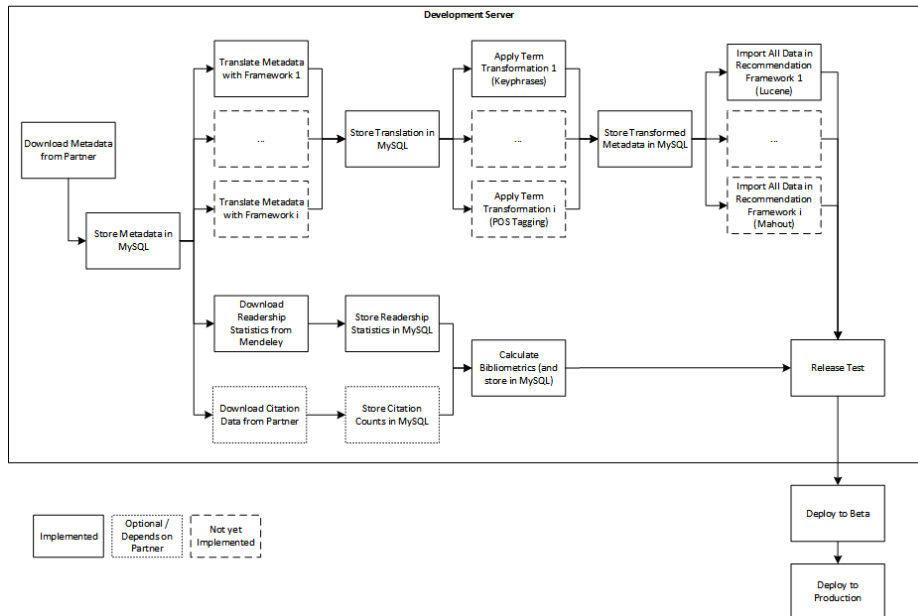 Development Server
Translate Metadata
with Framework 1
Apply Term
Transformation 1
(Keyphrases)
Import All Data in
Recommendation
Framework 1
(Lucene)
Download Metadata
from Partner
...
Store Translation in
MySQL
...
Store Transformed
Metadata in MySQL
...
Translate Metadata
with Framework i
Apply Term
Transformation i
(POS Tagging)
Import All Data in
Recommendation
Framework i
(Mahout)
Store Metadata in
MySQL
Download
Readership
Statistics from
Mendeley
Store Readership
Statistics in MySQL
Calculate
Bibliometrics (and
store in MySQL)
Release Test
Download Citation
Data from Partner
Store Citation
Counts in MySQL
Implemented
Optional /
Depends on
Partner
Not yet
Implemented
Deploy to Beta
Deploy to
Production